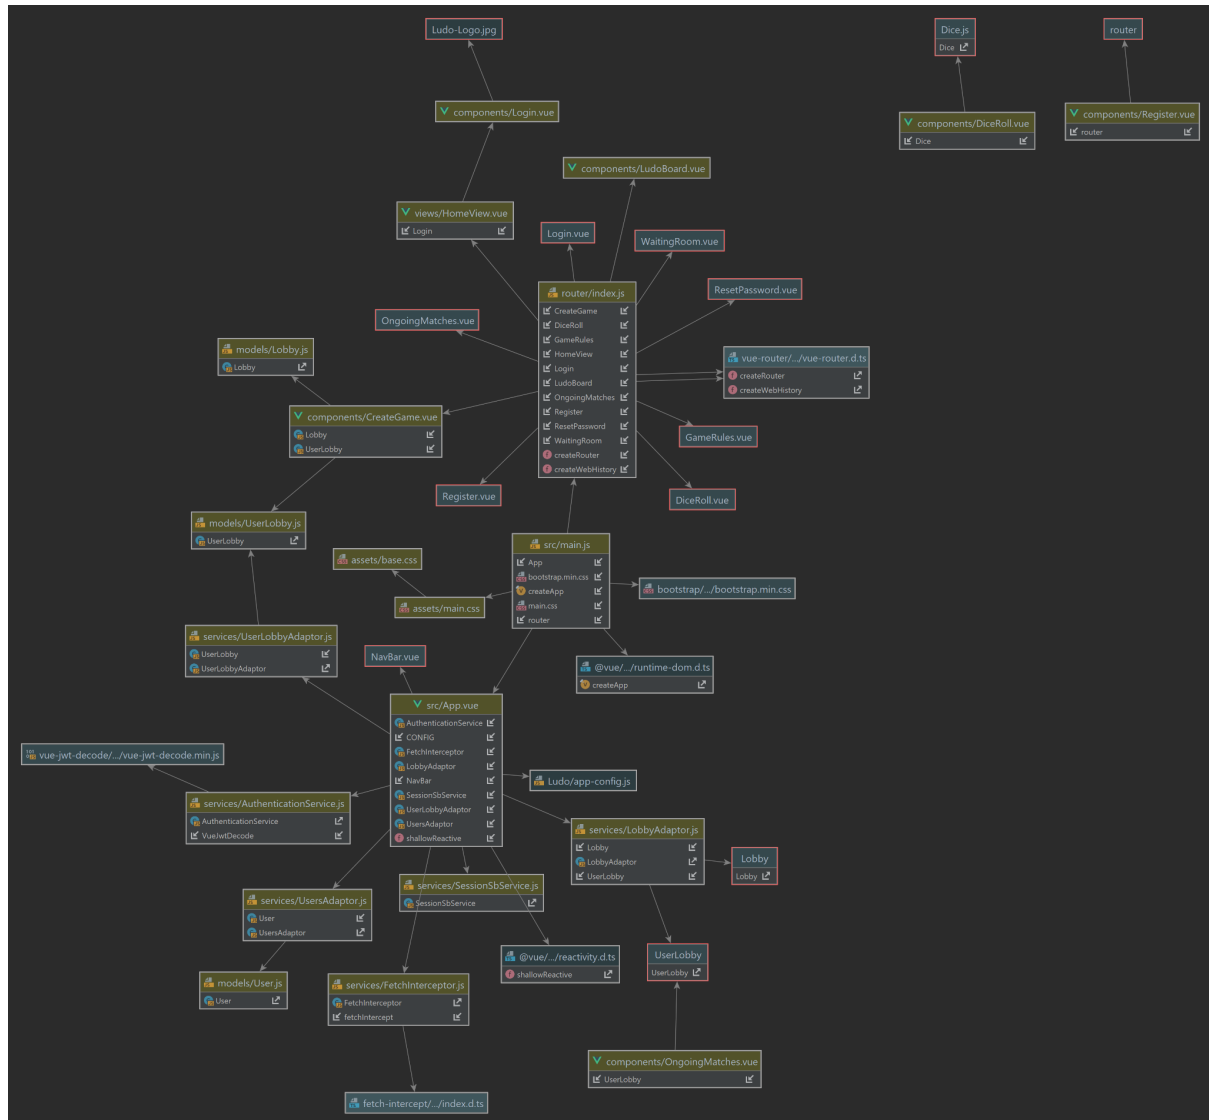 Ludo-Logo.jpg
Dice.js
Dice
router
components/Login.vue
components/DiceRoll.vue
Dice
components/Register.vue
router
components/LudoBoard.vue
views/HomeView.vue
Login
Login.vue
WaitingRoom.vue
ResetPassword.vue
OngoingMatches.vue
router/index.js
CreateGame
DiceRoll
GameRules
HomeView
Login
LudoBoard
OngoingMatches
Register
ResetPassword
WaitingRoom
createRouter
createWebHistory
models/Lobby.js
Lobby
vue-router/.../vue-router.d.ts
createRouter
createWebHistory
components/CreateGame.vue
Lobby
UserLobby
GameRules.vue
Register.vue
DiceRoll.vue
models/UserLobby.js
UserLobby
src/main.js
App
bootstrap.min.css
createApp
main.css
router
assets/base.css
assets/main.css
bootstrap/.../bootstrap.min.css
services/UserLobbyAdaptor.js
UserLobby
UserLobbyAdaptor
NavBar.vue
@vue/.../runtime-dom.d.ts
createApp
src/App.vue
AuthenticationService
CONFIG
FetchInterceptor
LobbyAdaptor
NavBar
SessionSbService
UserLobbyAdaptor
UsersAdaptor
shallowReactive
vue-jwt-decode/.../vue-jwt-decode.min.js
Ludo/app-config.js
services/AuthenticationService.js
AuthenticationService
VueJwtDecode
services/LobbyAdaptor.js
Lobby
LobbyAdaptor
UserLobby
Lobby
Lobby
services/SessionSbService.js
SessionSbService
services/UsersAdaptor.js
User
UsersAdaptor
@vue/.../reactivity.d.ts
shallowReactive
UserLobby
UserLobby
models/User.js
User
services/FetchInterceptor.js
FetchInterceptor
fetchIntercept
components/OngoingMatches.vue
UserLobby
fetch-intercept/.../index.d.ts